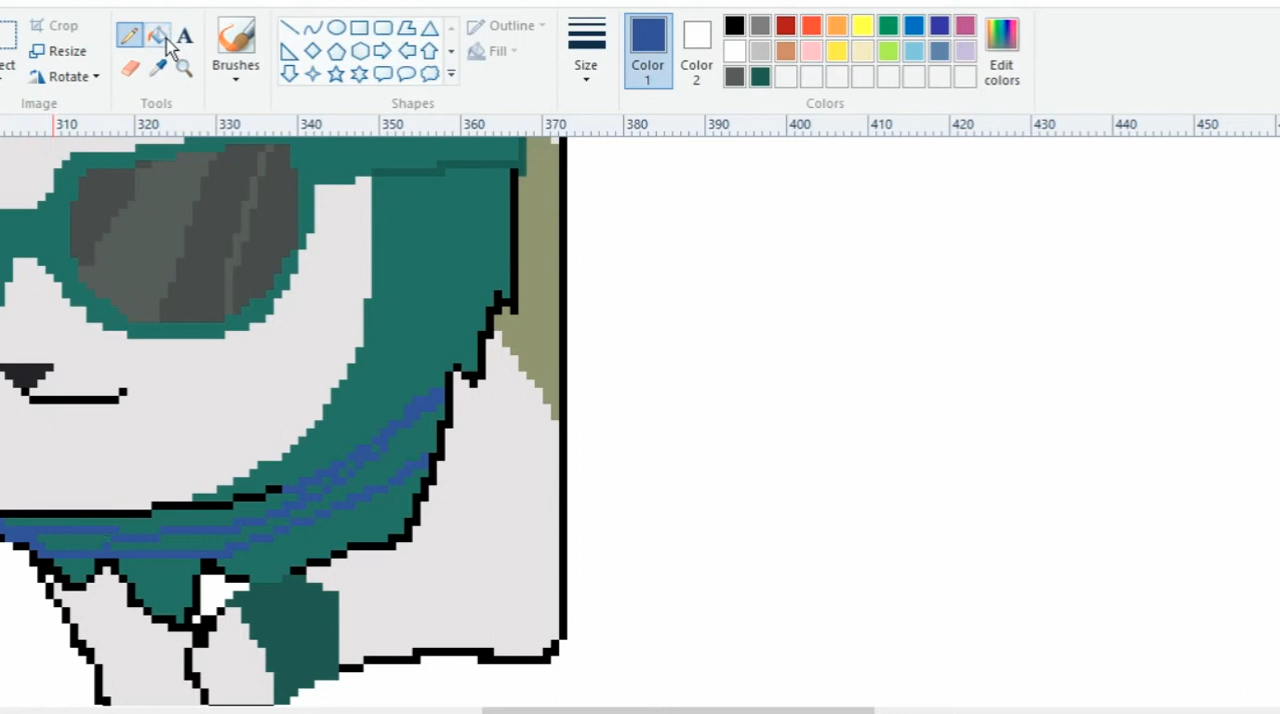 Crop
Outline
ect
Resize
A
Brushes
Size
Color 1
Color 2
Edit colors
Rotate
Fill
Image
Tools
Shapes
Colors
310 320 330 340 350 360 370 380 390 400 410 420 430 440 450